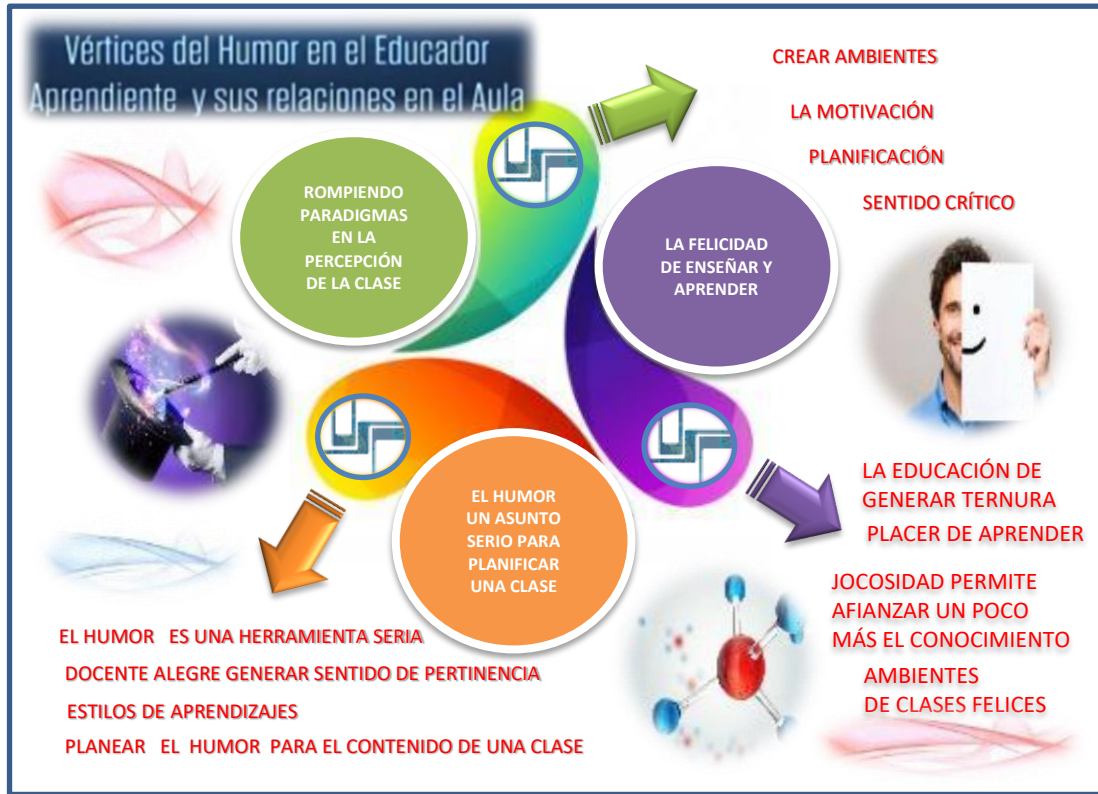 Vértices del Humor en el Educador
Aprendiente y sus relaciones en el Aula
CREAR AMBIENTES
LA MOTIVACIÓN
PLANIFICACIÓN
SENTIDO CRÍTICO
ROMPIENDO
PARADIGMAS
EN LA
PERCEPCIÓN
DE LA CLASE
LA FELICIDAD
DE ENSEÑAR Y
APRENDER
EL HUMOR
UN ASUNTO
SERIO PARA
PLANIFICAR
UNA CLASE
LA EDUCACIÓN DE
GENERAR TERNURA
PLACER DE APRENDER
JOCOSIDAD PERMITE
AFIANZAR UN POCO
MÁS EL CONOCIMIENTO
AMBIENTES
DE CLASES FELICES
EL HUMOR ES UNA HERRAMIENTA SERIA
DOCENTE ALEGRE GENERAR SENTIDO DE PERTINENCIA
ESTILOS DE APRENDIZAJES
PLANEAR EL HUMOR PARA EL CONTENIDO DE UNA CLASE